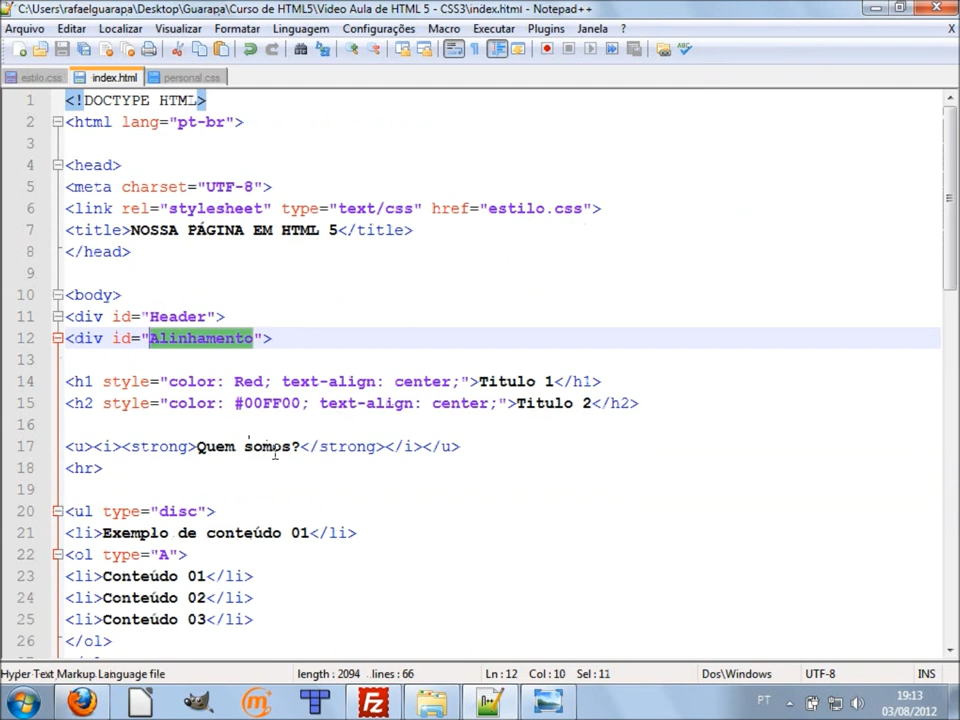 C:\Users\rafaelguarapa\Desktop\Guarapa\Curso de HTML5\Video Aula de HTML 5 - CSS3\index.html - Notepad++
Arquivo Editar Localizar Visualizar Formatar Linguagem Configurações Macro Executar Plugins Janela ? X
estilo.css index.html personal.css
1 <!DOCTYPE HTML>
2 <html lang="pt-br">
3
4 <head>
5 <meta charset="UTF-8">
6 <link rel="stylesheet" type="text/css" href="estilo.css">
7 <title>NOSSA PÁGINA EM HTML 5</title>
8 </head>
9
10 <body>
11 <div id="Header">
12 <div id="Alinhamento">
13
14 <h1 style="color: Red; text-align: center;">Titulo 1</h1>
15 <h2 style="color: #00FF00; text-align: center;">Titulo 2</h2>
16
17 <u><i><strong>Quem somos?</strong></i></u>
18 <hr>
19
20 <ul type="disc">
21 <li>Exemplo de conteúdo 01</li>
22 <ol type="A">
23 <li>Conteúdo 01</li>
24 <li>Conteúdo 02</li>
25 <li>Conteúdo 03</li>
26 </ol>
Hyper Text Markup Language file length : 2094 lines : 66 Ln : 12 Col : 10 Sel : 11 Dos\Windows UTF-8 INS
PT 19:13
03/08/2012